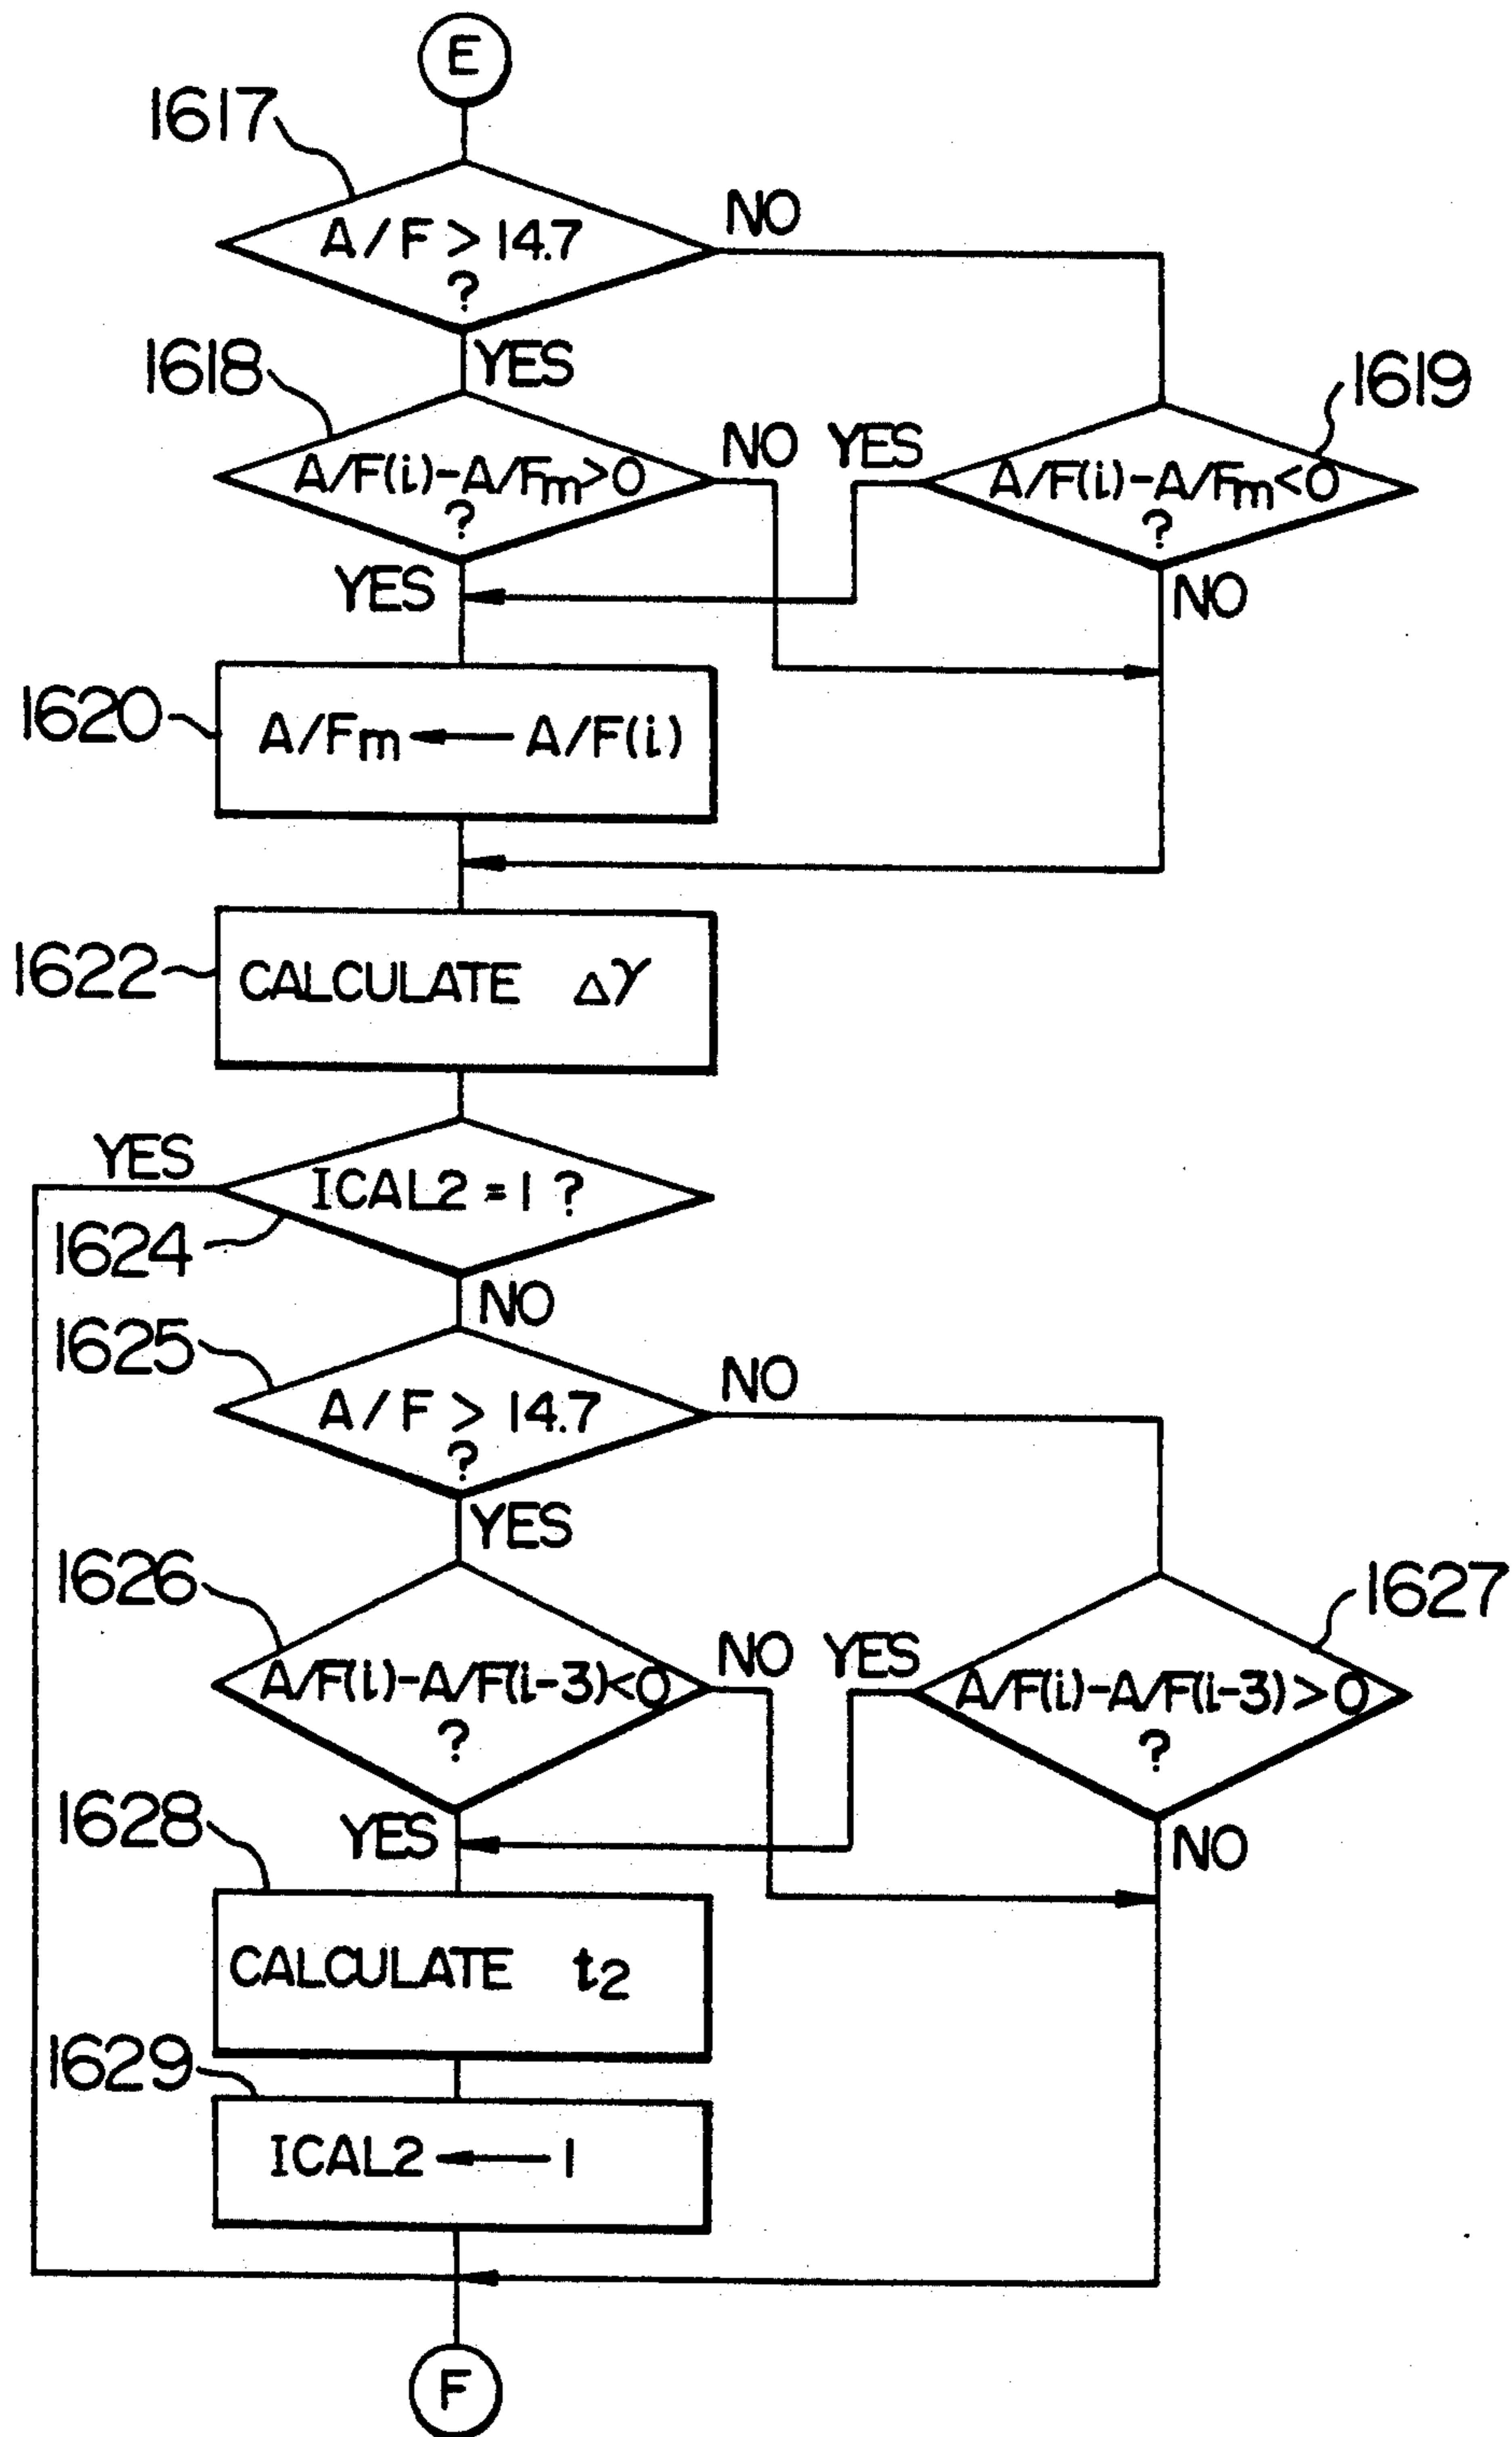 E
1617
A/F > 14.7
?
NO
YES
1618
A/F(i)-A/Fm>0
?
NO
YES
1619
A/F(i)-A/Fm<0
?
YES
NO
1620
A/Fm ← A/F(i)
1622
CALCULATE Δγ
YES
ICAL2 = 1 ?
1624
NO
1625
A/F > 14.7
?
NO
YES
1626
A/F(i)-A/F(i-3)<0
?
NO
YES
1627
A/F(i)-A/F(i-3)>0
?
YES
NO
1628
CALCULATE t2
1629
ICAL2 ← 1
F